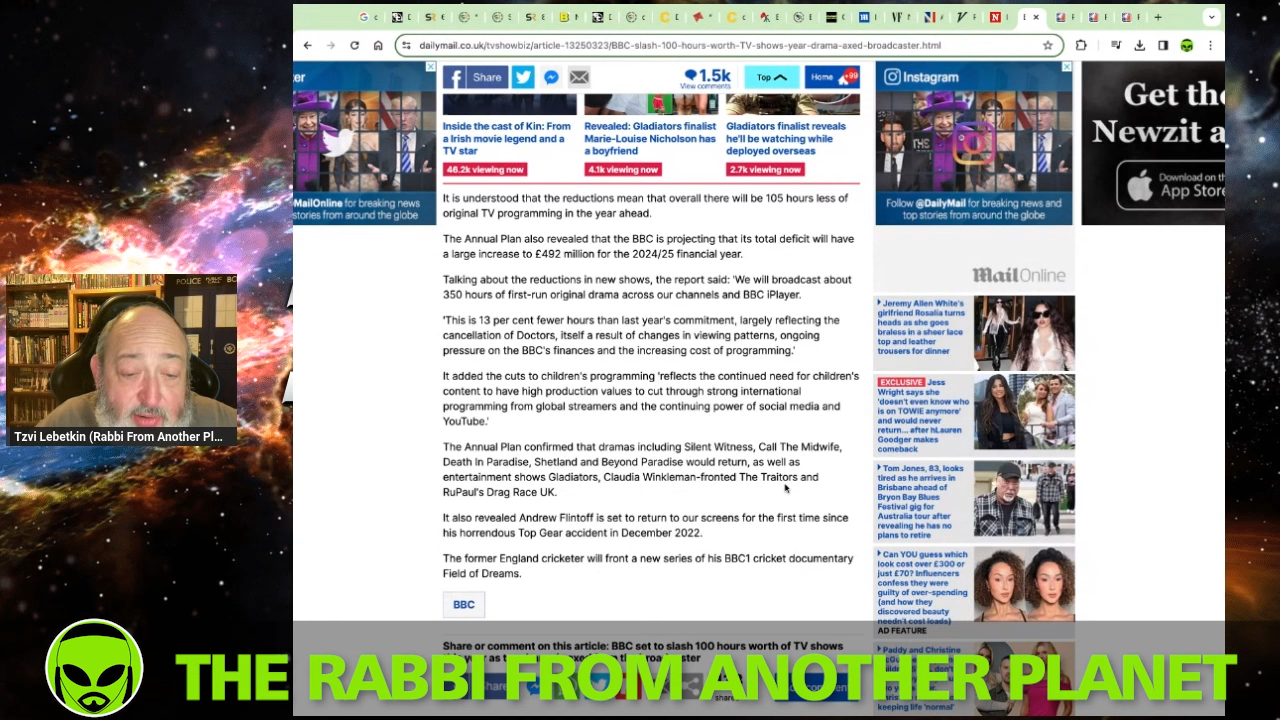 dailymail.co.uk/tvshowbiz/article-13250323/BBC-slash-100-hours-worth-TV-shows-year-drama-axed-broadcaster.html
Share
1.5k
View comments
Top
Home
+99
Instagram
Inside the cast of Kin: From
a Irish movie legend and a
TV star
46.2k viewing now
Revealed: Gladiators finalist
Marie-Louise Nicholson has
a boyfriend
4.1k viewing now
Gladiators finalist reveals
he'll be watching while
deployed overseas
2.7k viewing now
MailOnline for breaking news
stories from around the globe
Follow @DailyMail for breaking news and
top stories from around the globe
Get the
Newzit a
Download on the
App Store
It is understood that the reductions mean that overall there will be 105 hours less of
original TV programming in the year ahead.
The Annual Plan also revealed that the BBC is projecting that its total deficit will have
a large increase to £492 million for the 2024/25 financial year.
Talking about the reductions in new shows, the report said: 'We will broadcast about
350 hours of first-run original drama across our channels and BBC iPlayer.
'This is 13 per cent fewer hours than last year's commitment, largely reflecting the
cancellation of Doctors, itself a result of changes in viewing patterns, ongoing
pressure on the BBC's finances and the increasing cost of programming.'
It added the cuts to children's programming 'reflects the continued need for children's
content to have high production values to cut through strong international
programming from global streamers and the continuing power of social media and
YouTube.'
The Annual Plan confirmed that dramas including Silent Witness, Call The Midwife,
Death In Paradise, Shetland and Beyond Paradise would return, as well as
entertainment shows Gladiators, Claudia Winkleman-fronted The Traitors and
RuPaul's Drag Race UK.
It also revealed Andrew Flintoff is set to return to our screens for the first time since
his horrendous Top Gear accident in December 2022.
The former England cricketer will front a new series of his BBC1 cricket documentary
Field of Dreams.
BBC
Share or comment on this article: BBC set to slash 100 hours worth of TV shows
MailOnline
Jeremy Allen White's
girlfriend Rosalia turns
heads as she goes
braless in a sheer lace
top and leather
trousers for dinner
EXCLUSIVE Jess
Wright says she
'doesn't even know who
is on TOWIE anymore'
and would never
return... after hLauren
Goodger makes
comeback
Tom Jones, 83, looks
tired as he arrives in
Brisbane ahead of
Bryon Bay Blues
Festival gig for
Australia tour after
revealing he has no
plans to retire
Can YOU guess which
look cost over £300 or
just £70? Influencers
confess they were
guilty of over-spending
(and how they
discovered beauty
needn't cost loads)
AD FEATURE
Paddy and Christine
keeping life 'normal'
POLICE
Tzvi Lebetkin (Rabbi From Another Pl...
THE RABBI FROM ANOTHER PLANET